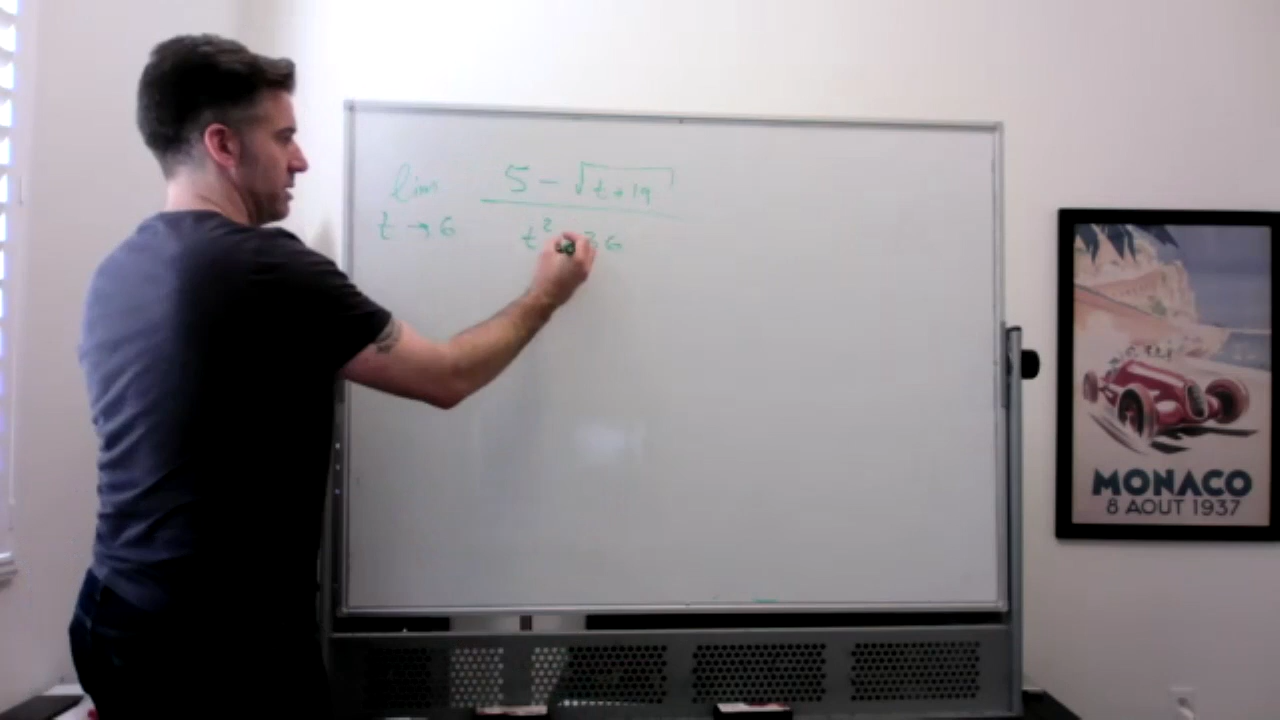 lim 5 - √t+19
t → 6 t² 36
MONACO
8 AOUT 1937